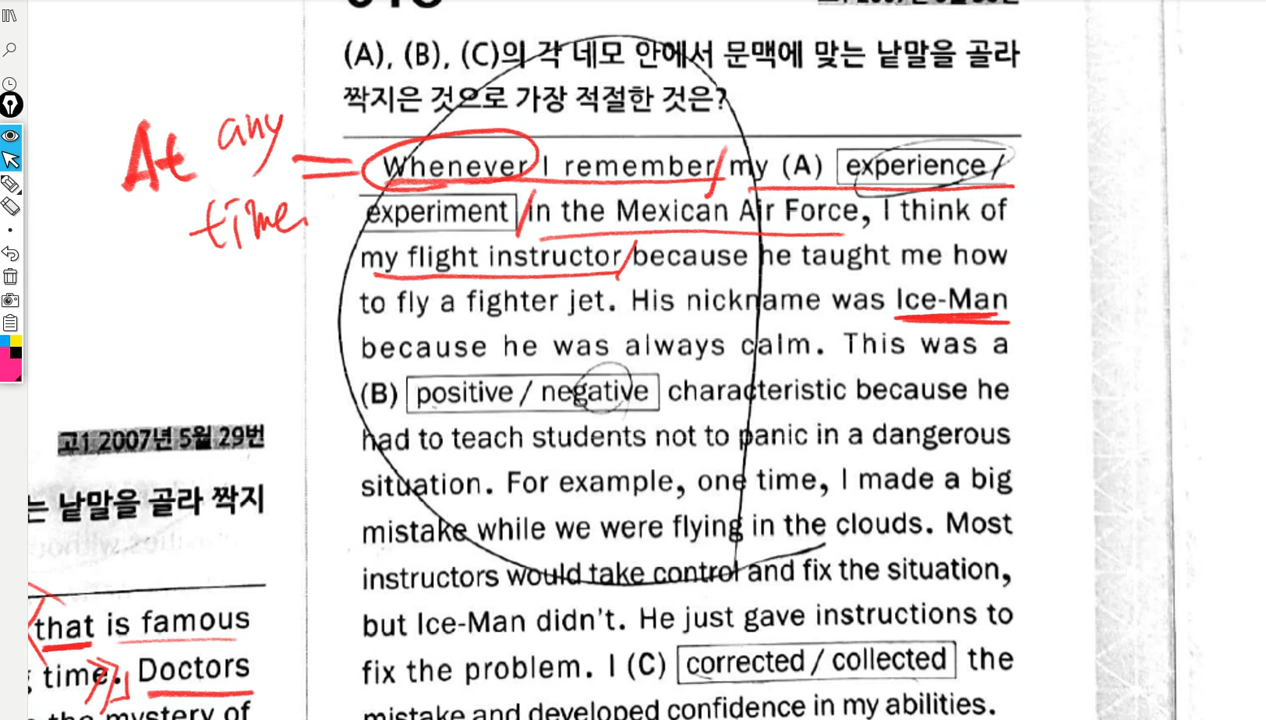 (A), (B), (C)의 각 네모 안에서 문맥에 맞는 낱말을 골라
짝지은 것으로 가장 적절한 것은?
At any time
=
Whenever I remember my (A) experience /
experiment in the Mexican Air Force, I think of
my flight instructor because he taught me how
to fly a fighter jet. His nickname was Ice-Man
because he was always calm. This was a
(B) positive / negative characteristic because he
had to teach students not to panic in a dangerous
situation. For example, one time, I made a big
mistake while we were flying in the clouds. Most
instructors would take control and fix the situation,
but Ice-Man didn't. He just gave instructions to
fix the problem. I (C) corrected / collected the
mistake and developed confidence in my abilities.
고1 2007년 5월 29번
는 낱말을 골라 짝지
that is famous
time. Doctors
the mystery of